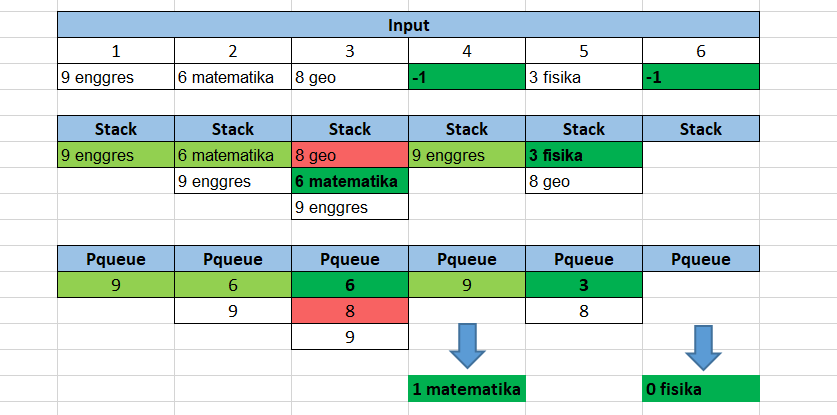 Input
1 2 3 4 5 6
9 enggres 6 matematika 8 geo -1 3 fisika -1
Stack Stack Stack Stack Stack Stack
9 enggres 6 matematika 8 geo 9 enggres 3 fisika
9 enggres 6 matematika 8 geo
9 enggres
Pqueue Pqueue Pqueue Pqueue Pqueue Pqueue
9 6 6 9 3
9 8 8
9
1 matematika 0 fisika